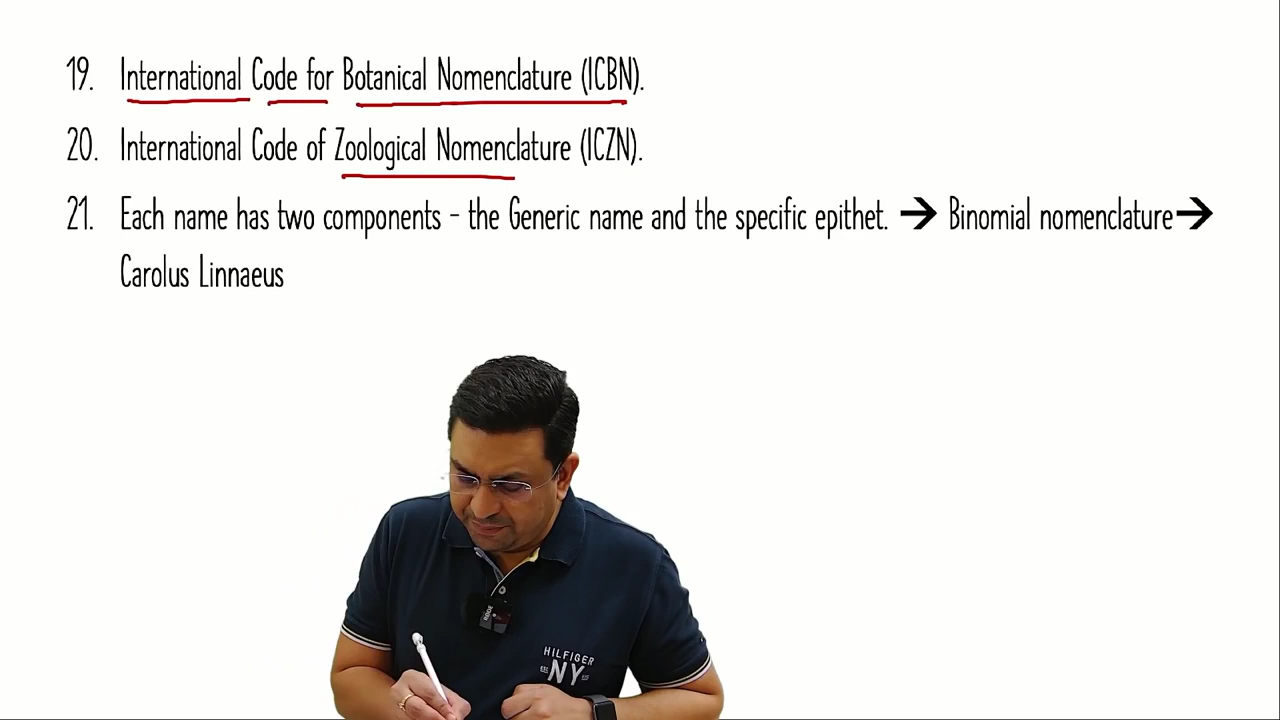 19. International Code for Botanical Nomenclature (ICBN).
20. International Code of Zoological Nomenclature (ICZN).
21. Each name has two components - the Generic name and the specific epithet. → Binomial nomenclature→
Carolus Linnaeus
HILFIGER
NY